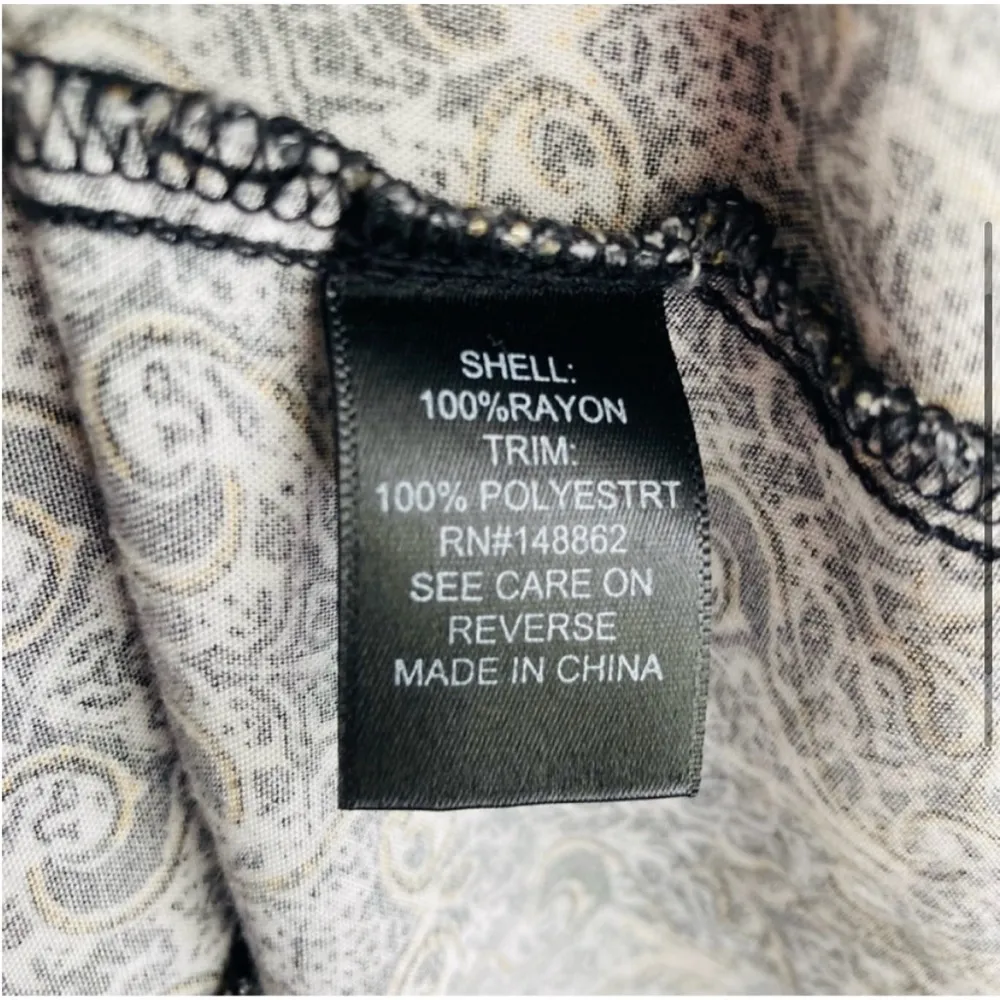 SHELL:
100%RAYON
TRIM:
100% POLYESTRT
RN#148862
SEE CARE ON
REVERSE
MADE IN CHINA